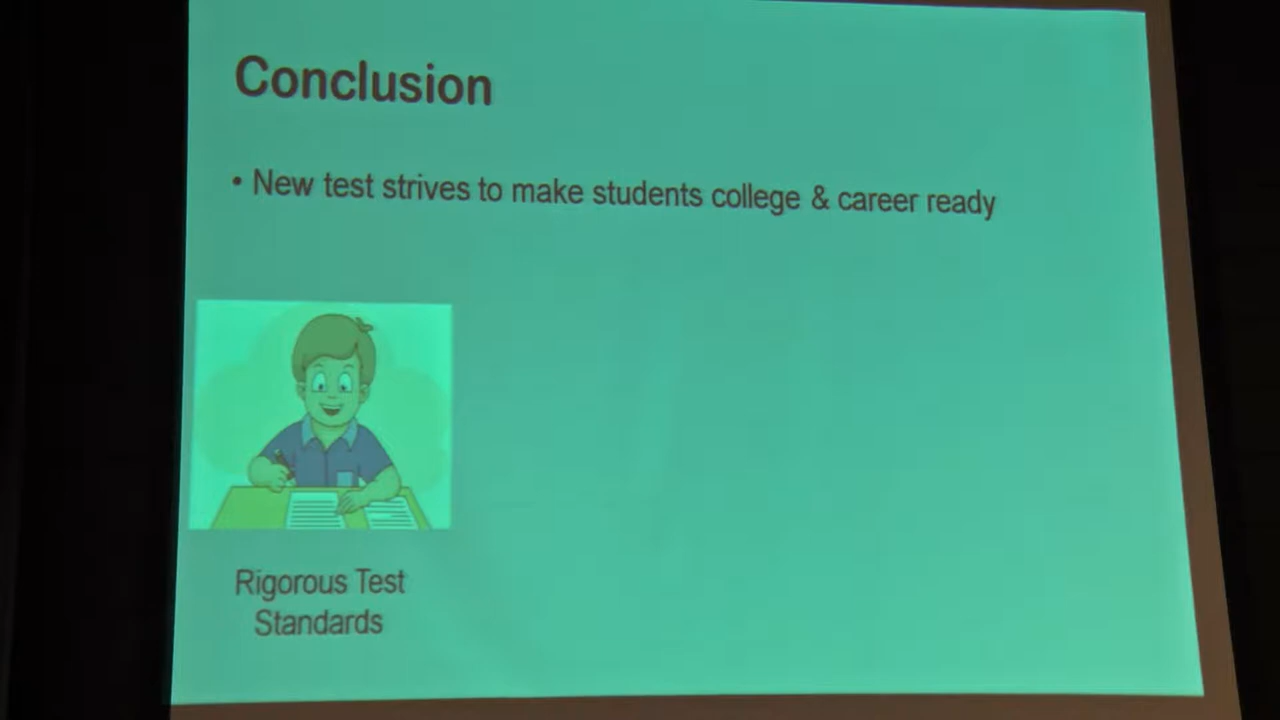 Conclusion
• New test strives to make students college & career ready
Rigorous Test
Standards